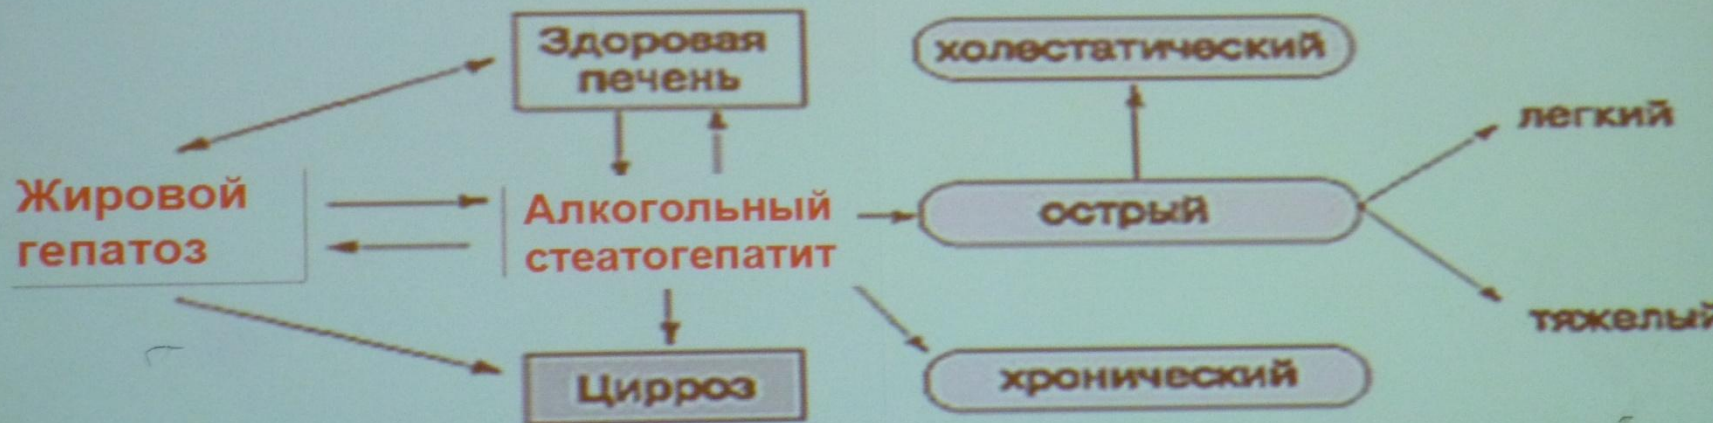 Здоровая
печень
холестатический
легкий
Жировой
гепатоз
Алкогольный
стеатогепатит
острый
тяжелый
Цирроз
хронический